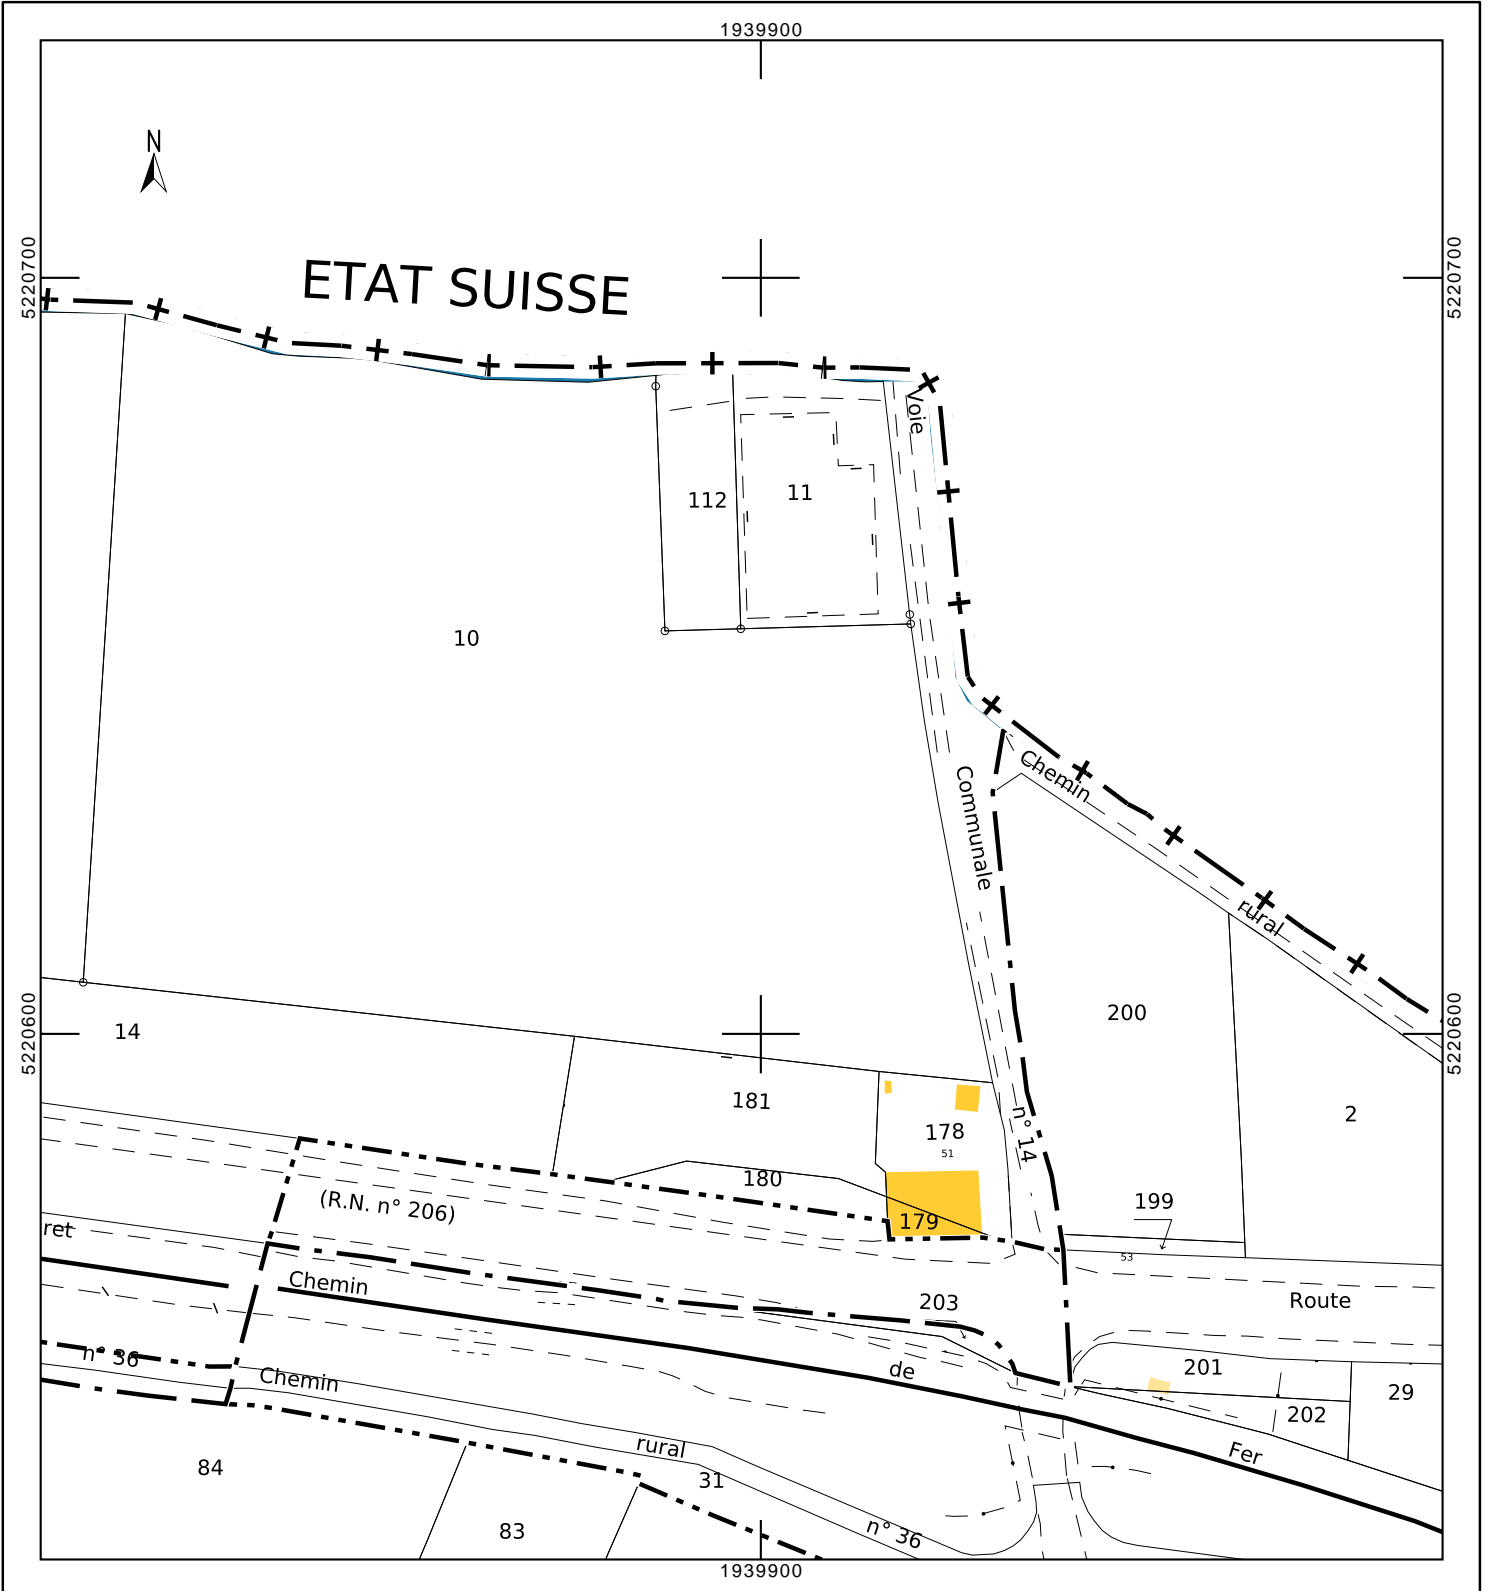 1939900
N
5220700
5220700
ETAT SUISSE
Voie
112
11
10
Chemin
Communale
rural
200
5220600
5220600
14
181
178
n° 14
2
51
180
199
(R.N. n° 206)
179
ret
53
Chemin
203
Route
n° 36
Chemin
de
201
29
202
rural
Fer
84
31
83
n° 36
1939900